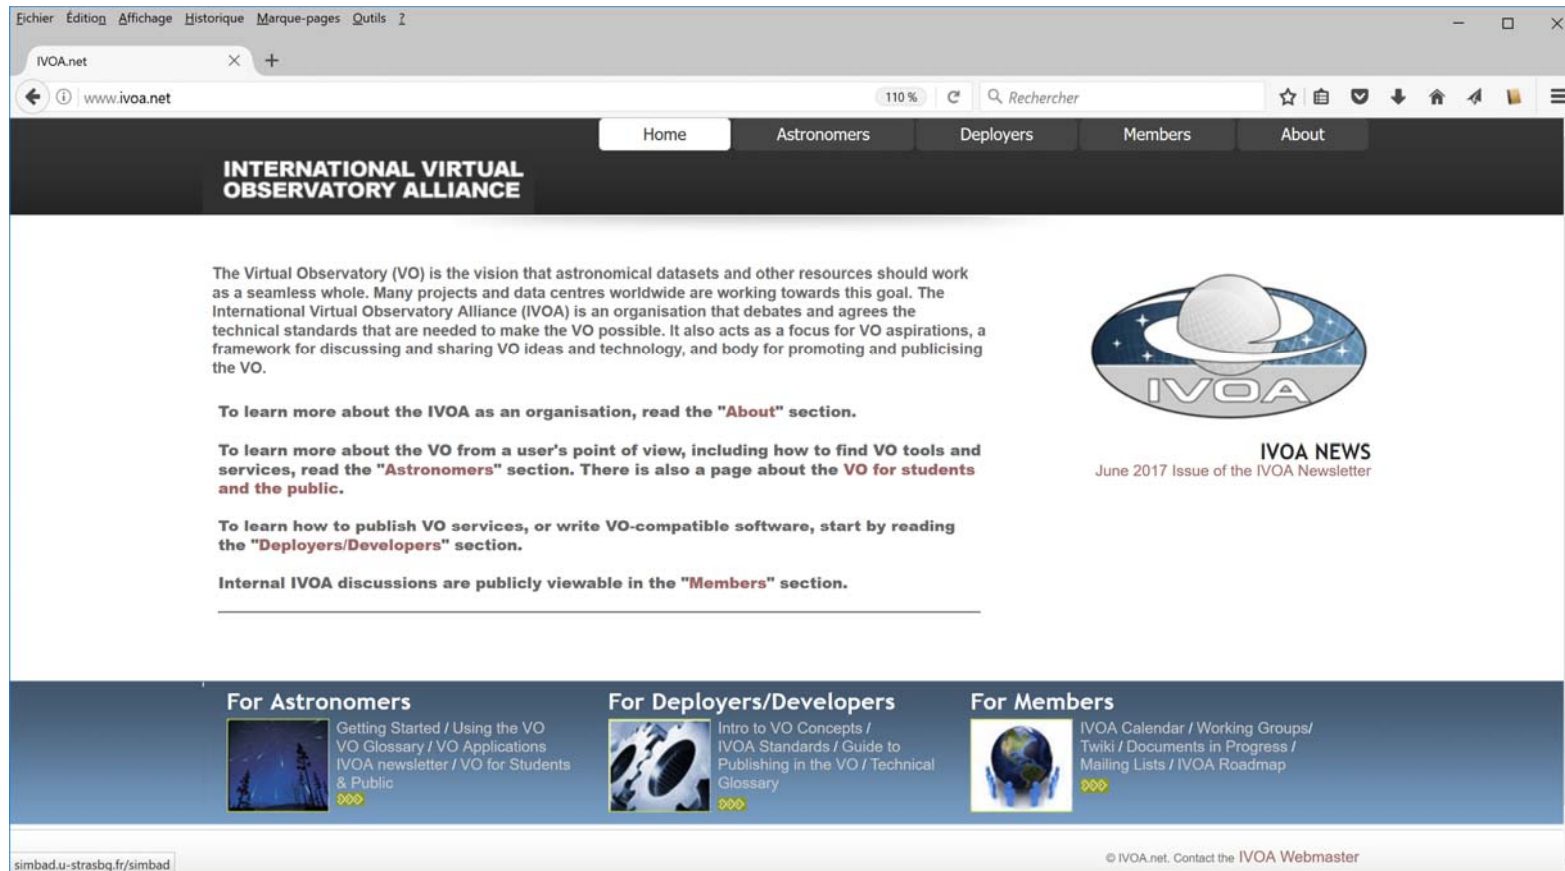 Fichier Édition Affichage Historique Marque-pages Outils ?
IVOA.net
www.ivoa.net
110 %
Rechercher
Home Astronomers Deployers Members About
INTERNATIONAL VIRTUAL
OBSERVATORY ALLIANCE
The Virtual Observatory (VO) is the vision that astronomical datasets and other resources should work
as a seamless whole. Many projects and data centres worldwide are working towards this goal. The
International Virtual Observatory Alliance (IVOA) is an organisation that debates and agrees the
technical standards that are needed to make the VO possible. It also acts as a focus for VO aspirations, a
framework for discussing and sharing VO ideas and technology, and body for promoting and publicising
the VO.
To learn more about the IVOA as an organisation, read the "About" section.
To learn more about the VO from a user's point of view, including how to find VO tools and
services, read the "Astronomers" section. There is also a page about the VO for students
and the public.
To learn how to publish VO services, or write VO-compatible software, start by reading
the "Deployers/Developers" section.
Internal IVOA discussions are publicly viewable in the "Members" section.
IVOA
IVOA NEWS
June 2017 Issue of the IVOA Newsletter
For Astronomers
Getting Started / Using the VO
VO Glossary / VO Applications
IVOA newsletter / VO for Students
& Public
For Deployers/Developers
Intro to VO Concepts /
IVOA Standards / Guide to
Publishing in the VO / Technical
Glossary
For Members
IVOA Calendar / Working Groups/
Twiki / Documents in Progress /
Mailing Lists / IVOA Roadmap
© IVOA.net. Contact the IVOA Webmaster
simbad.u-strasbg.fr/simbad